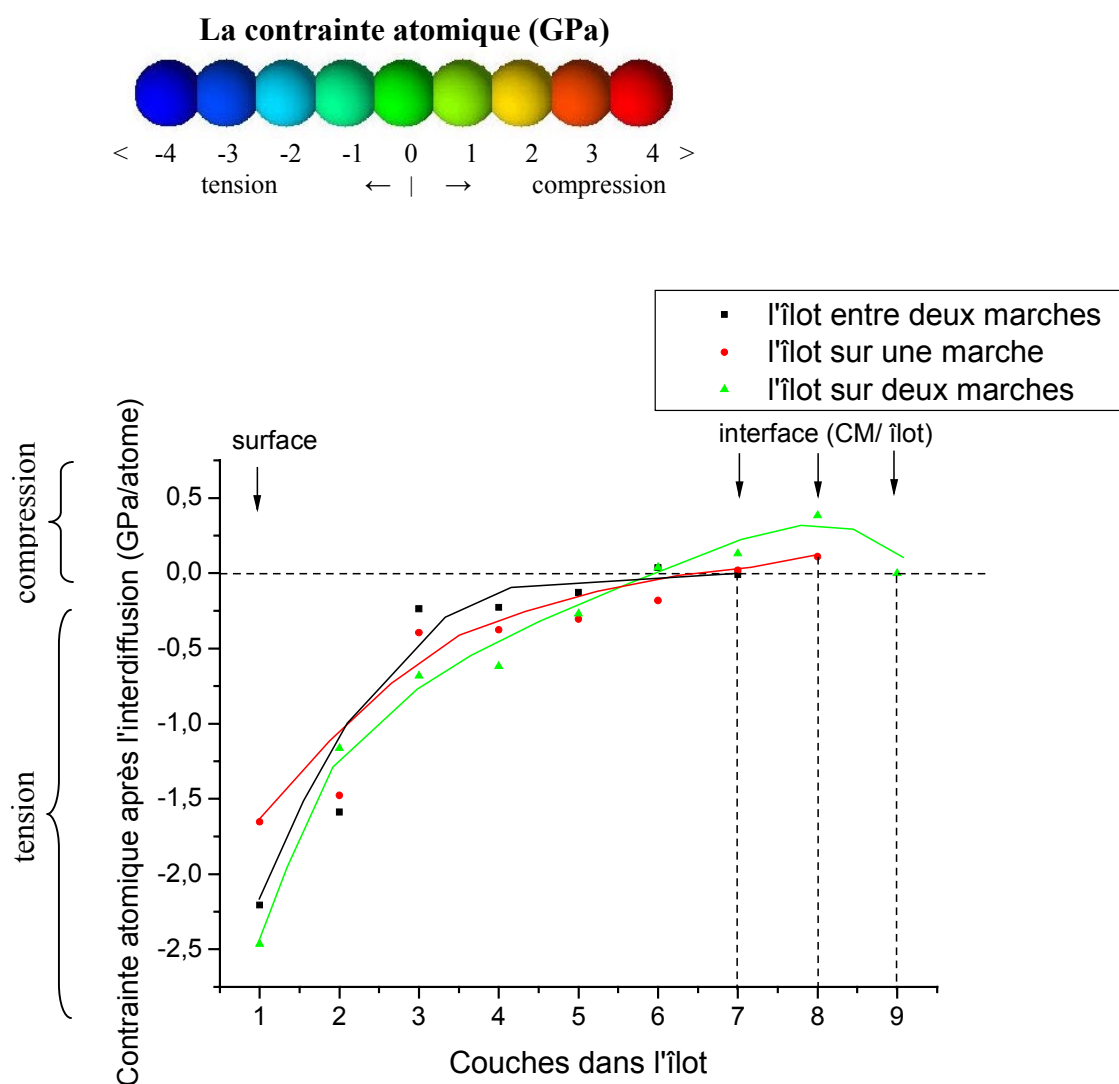 La contrainte atomique (GPa)
< -4 -3 -2 -1 0 1 2 3 4 >
tension ← | → compression
l'îlot entre deux marches
l'îlot sur une marche
l'îlot sur deux marches
surface
interface (CM/ îlot)
compression
tension
Contrainte atomique après l'interdiffusion (GPa/atome)
0,5
0,0
-0,5
-1,0
-1,5
-2,0
-2,5
1 2 3 4 5 6 7 8 9
Couches dans l'îlot